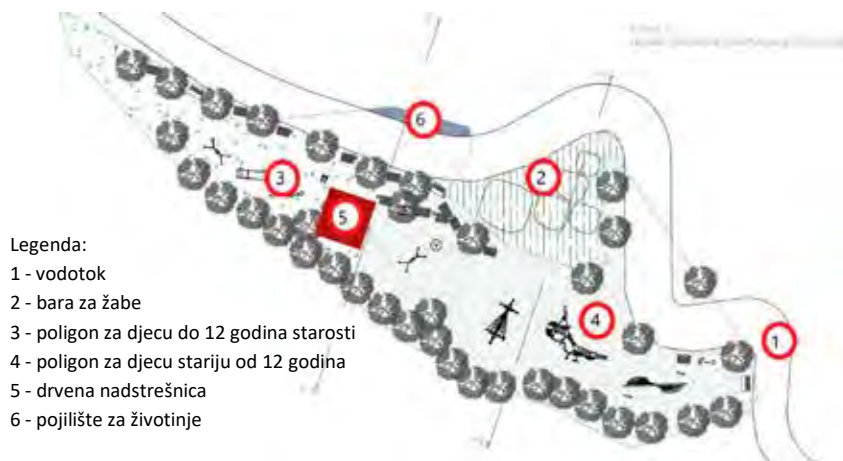 6
2
3
5
4
1
Legenda:
1 - vodotok
2 - bara za žabe
3 - poligon za djecu do 12 godina starosti
4 - poligon za djecu stariju od 12 godina
5 - drvena nadstrešnica
6 - pojilište za životinje